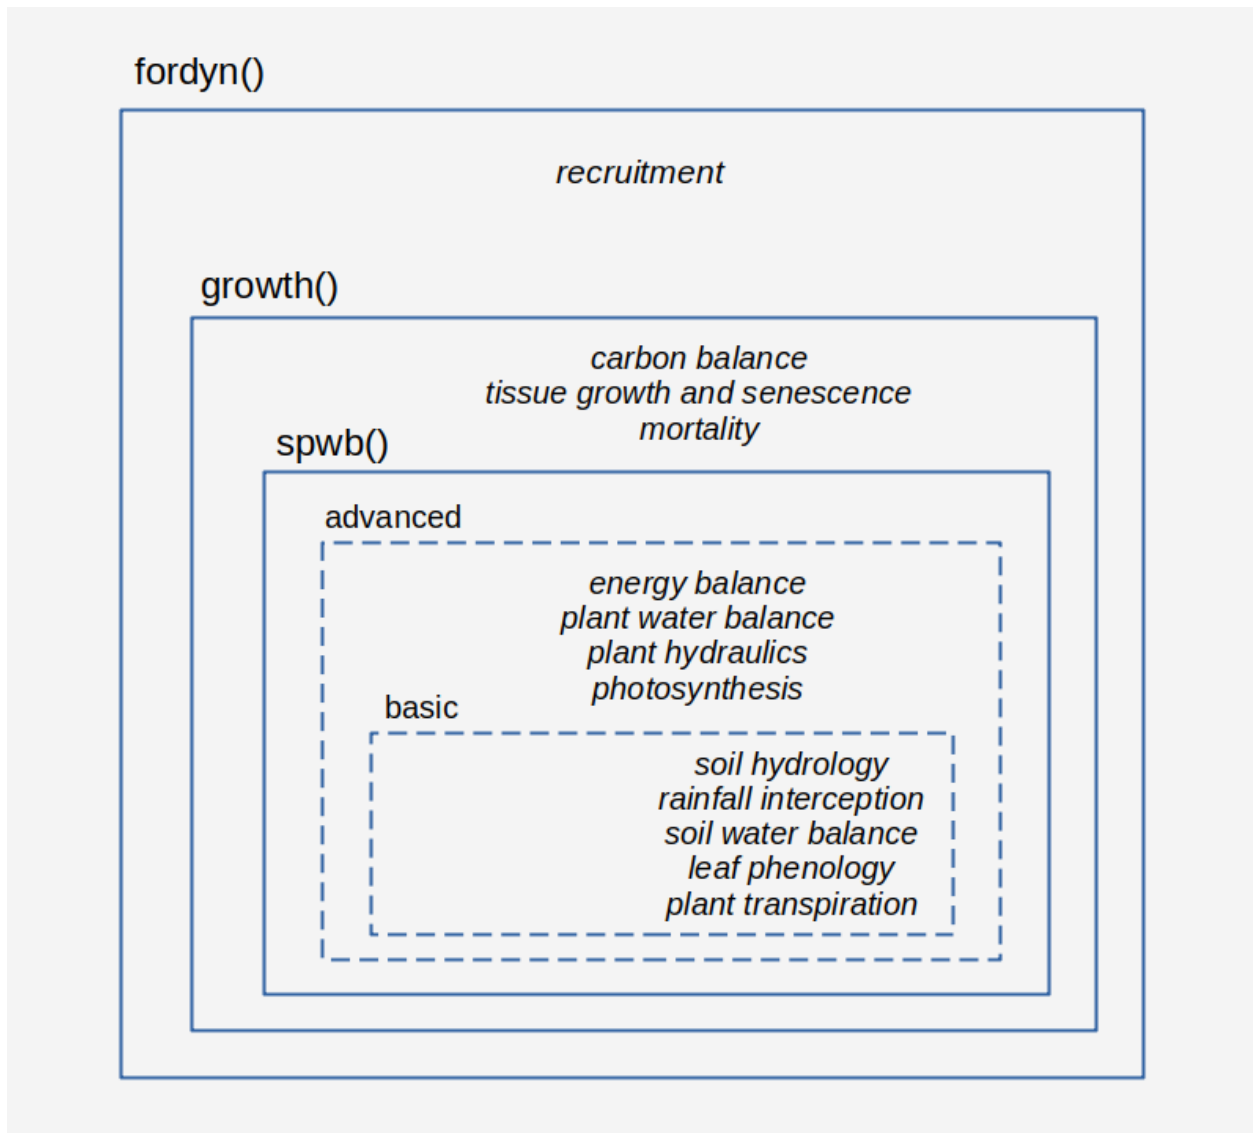 fordyn()
recruitment
growth()
carbon balance
tissue growth and senescence
mortality
spwb()
advanced
energy balance
plant water balance
plant hydraulics
photosynthesis
basic
soil hydrology
rainfall interception
soil water balance
leaf phenology
plant transpiration